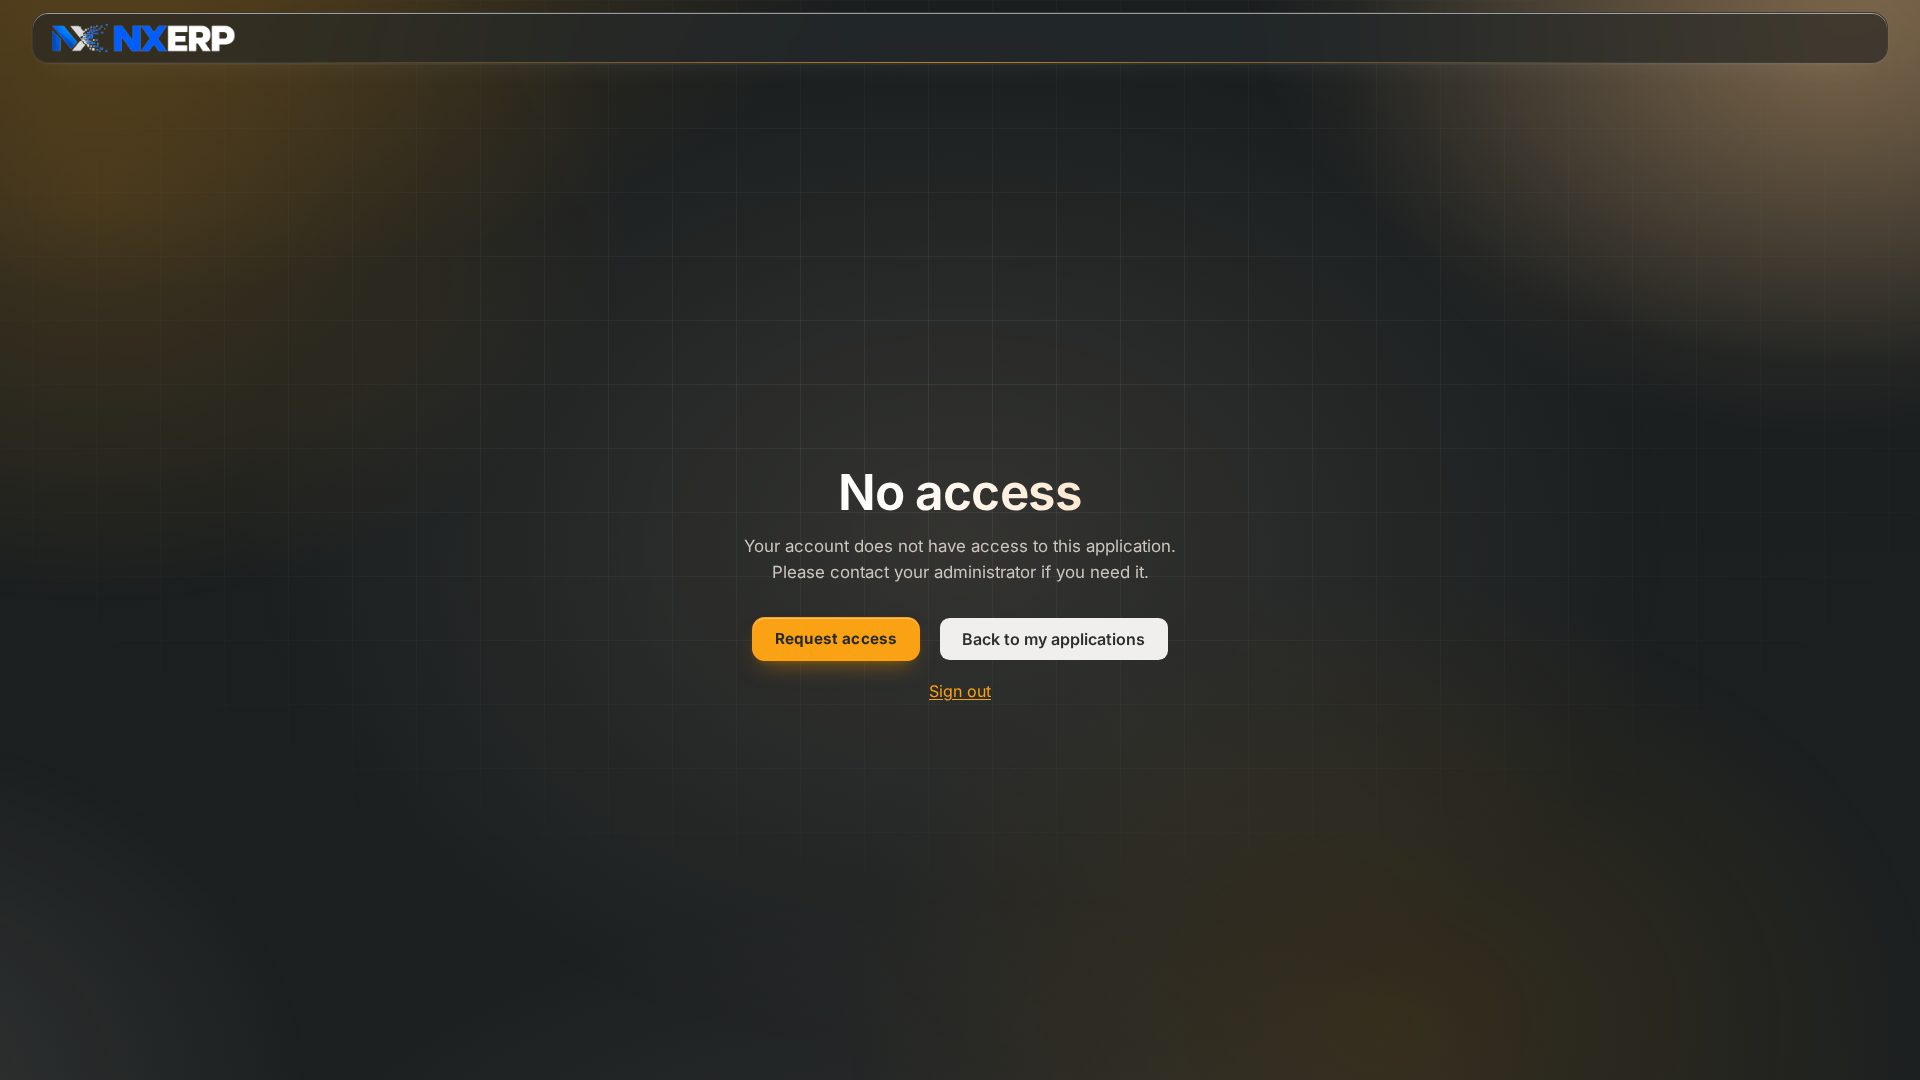 NXERP
No access
Your account does not have access to this application.
Please contact your administrator if you need it.
Request access
Back to my applications
Sign out